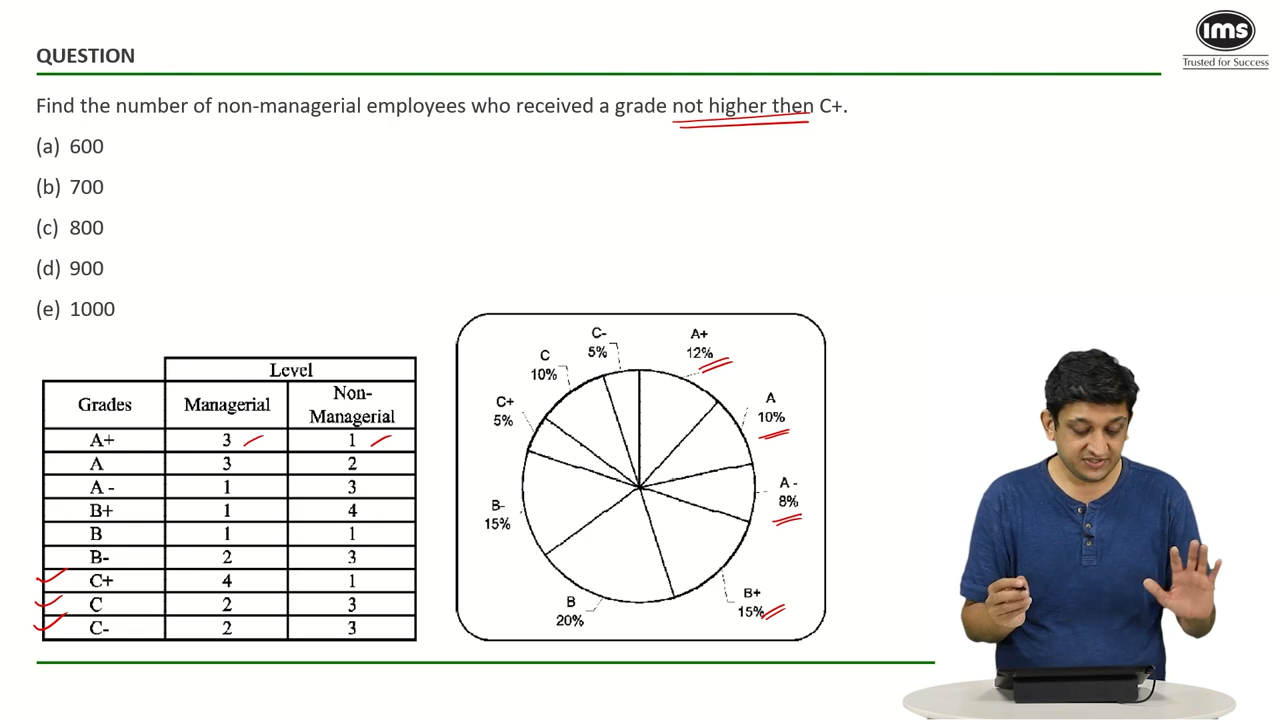 ims
Trusted for Success
QUESTION
Find the number of non-managerial employees who received a grade not higher then C+.
(a) 600
(b) 700
(c) 800
(d) 900
(e) 1000
Level
Grades Managerial Non-Managerial
A+ 3 1
A 3 2
A - 1 3
B+ 1 4
B 1 1
B- 2 3
C+ 4 1
C 2 3
C- 2 3
C-
5%
A+
12%
C
10%
A
10%
C+
5%
A -
8%
B-
15%
B+
15%
B
20%